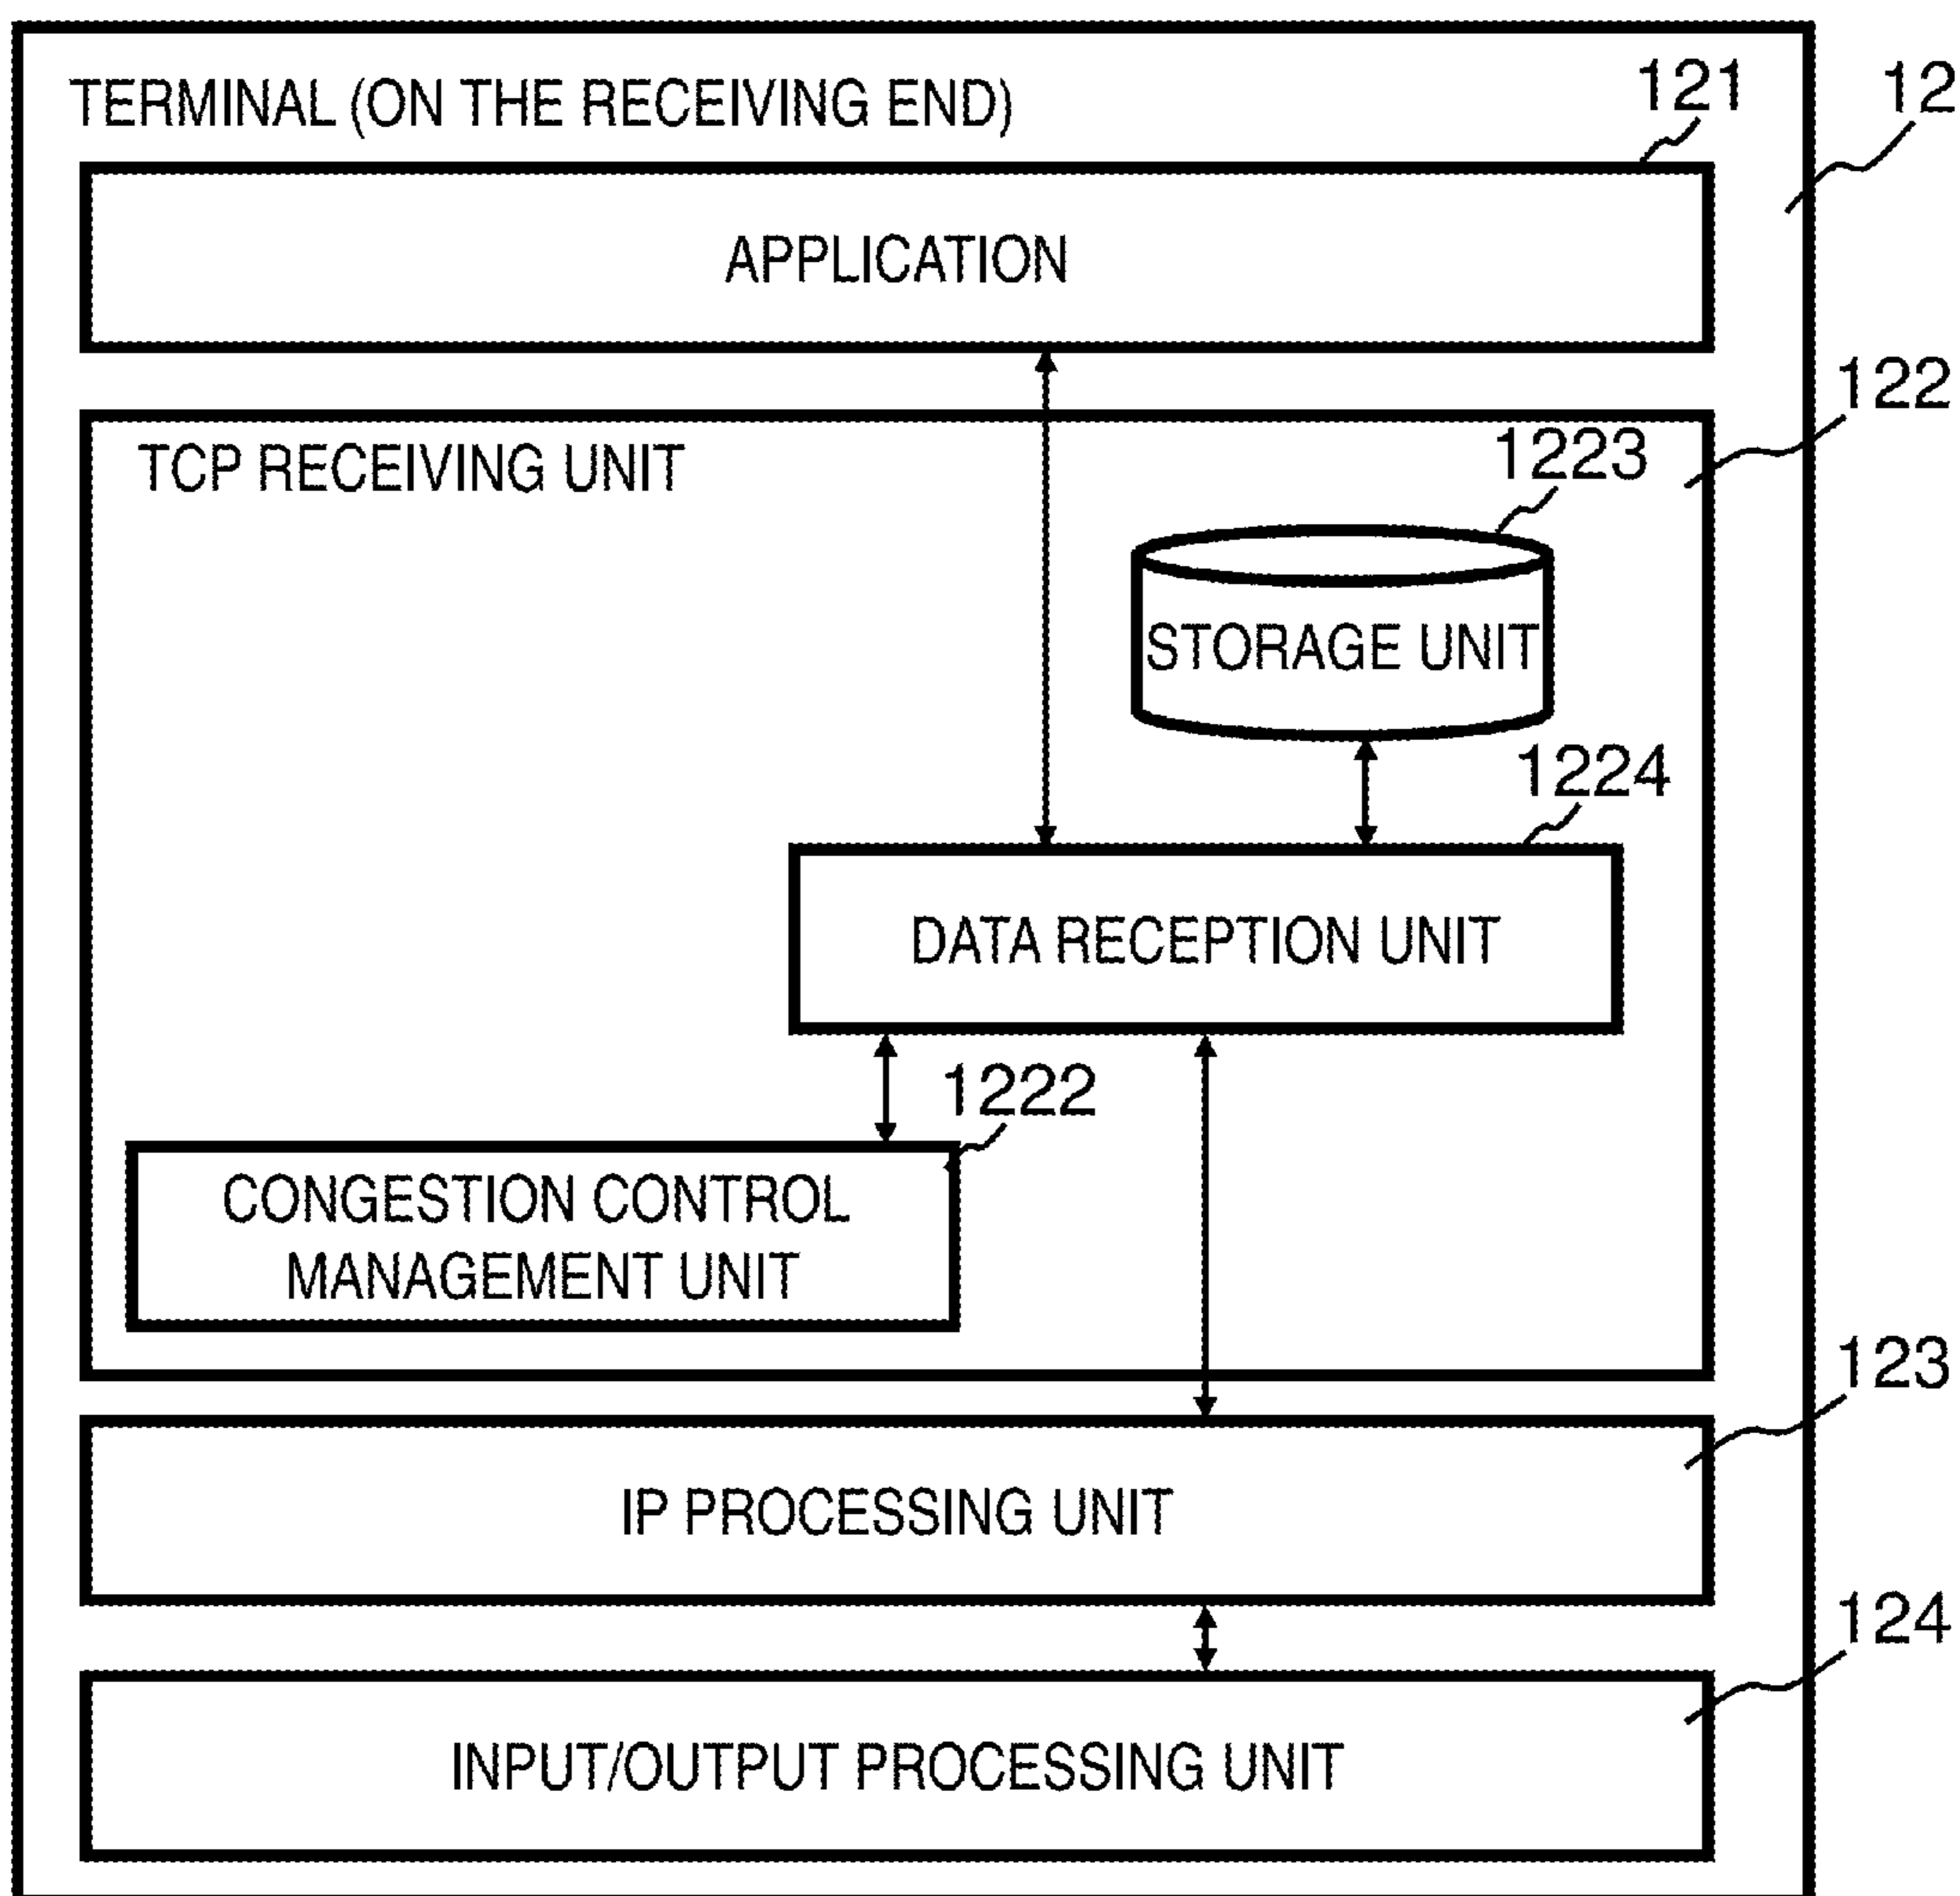 TERMINAL (ON THE RECEIVING END)
121
12
APPLICATION
122
TCP RECEIVING UNIT
1223
STORAGE UNIT
1224
DATA RECEPTION UNIT
1222
CONGESTION CONTROL
MANAGEMENT UNIT
123
IP PROCESSING UNIT
124
INPUT/OUTPUT PROCESSING UNIT